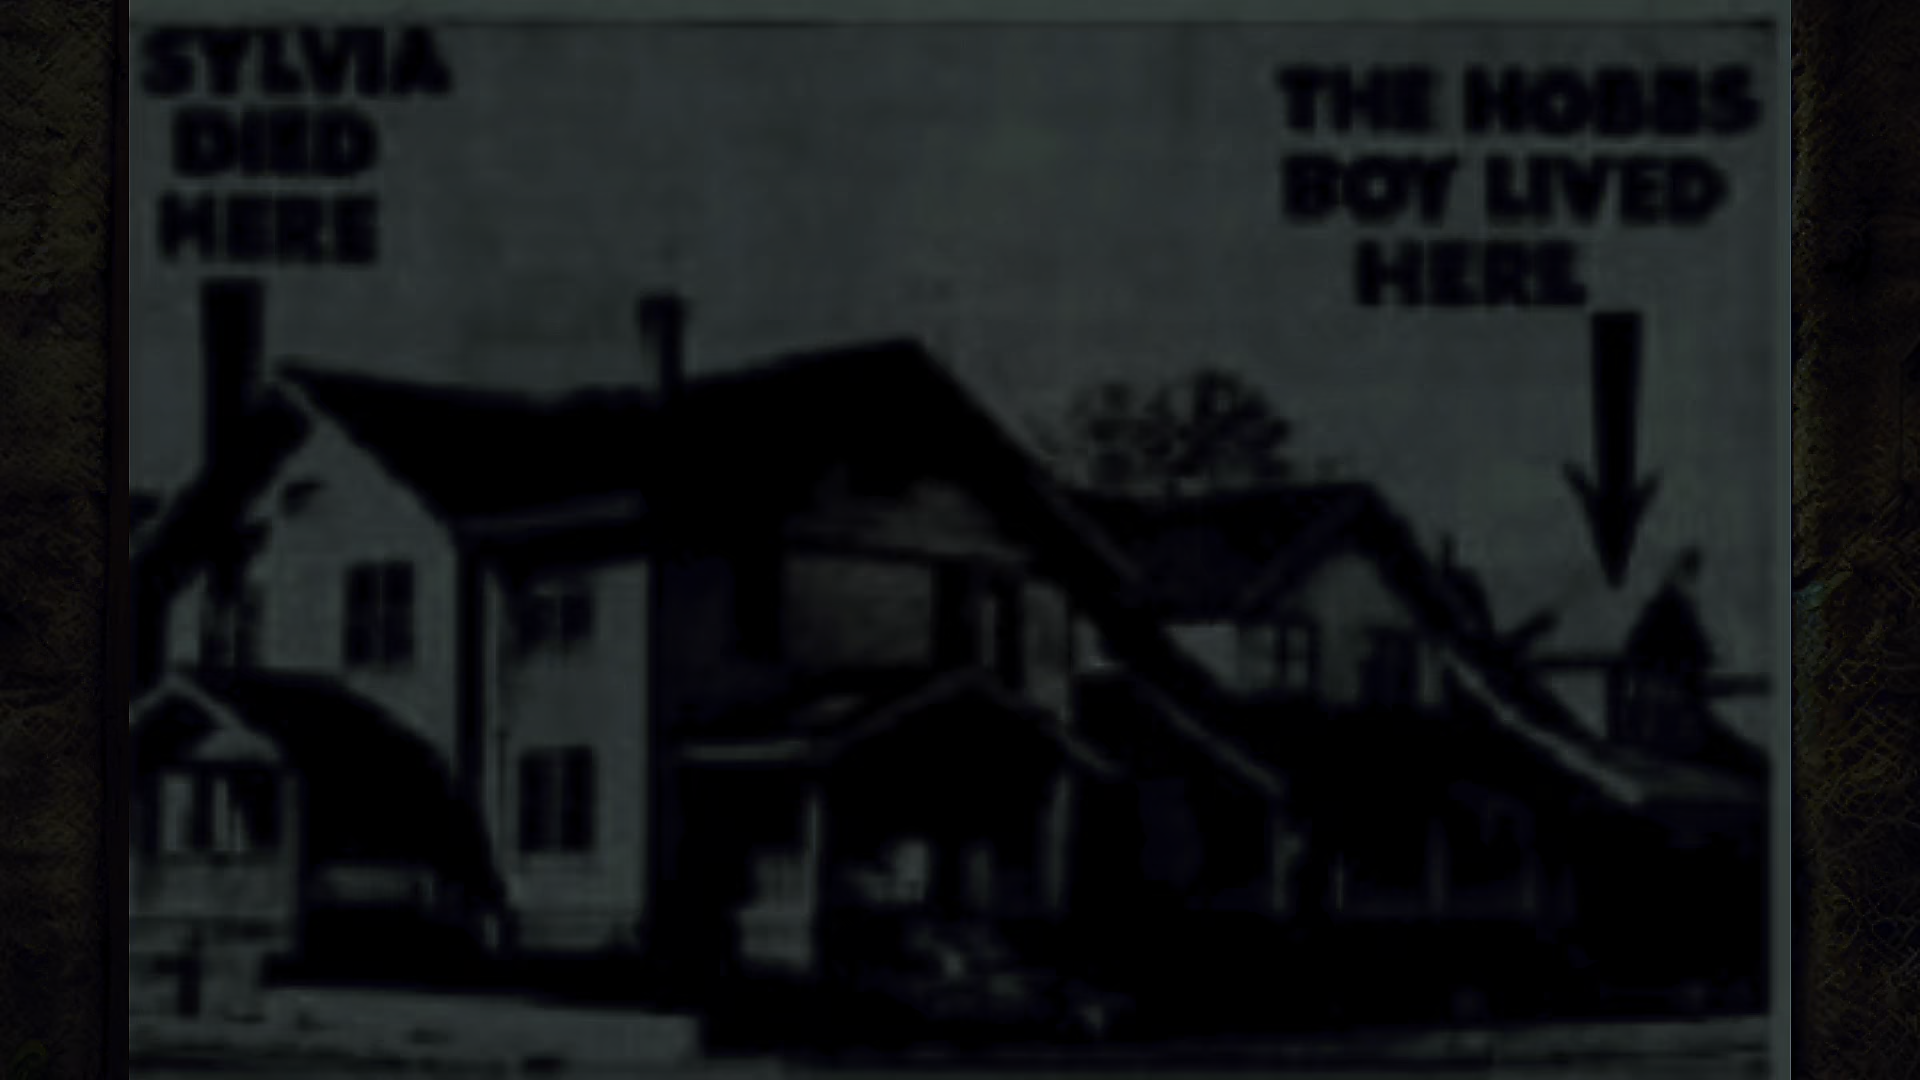 SYLVIA
DIED
HERE
THE HOBBS
BOY LIVED
HERE